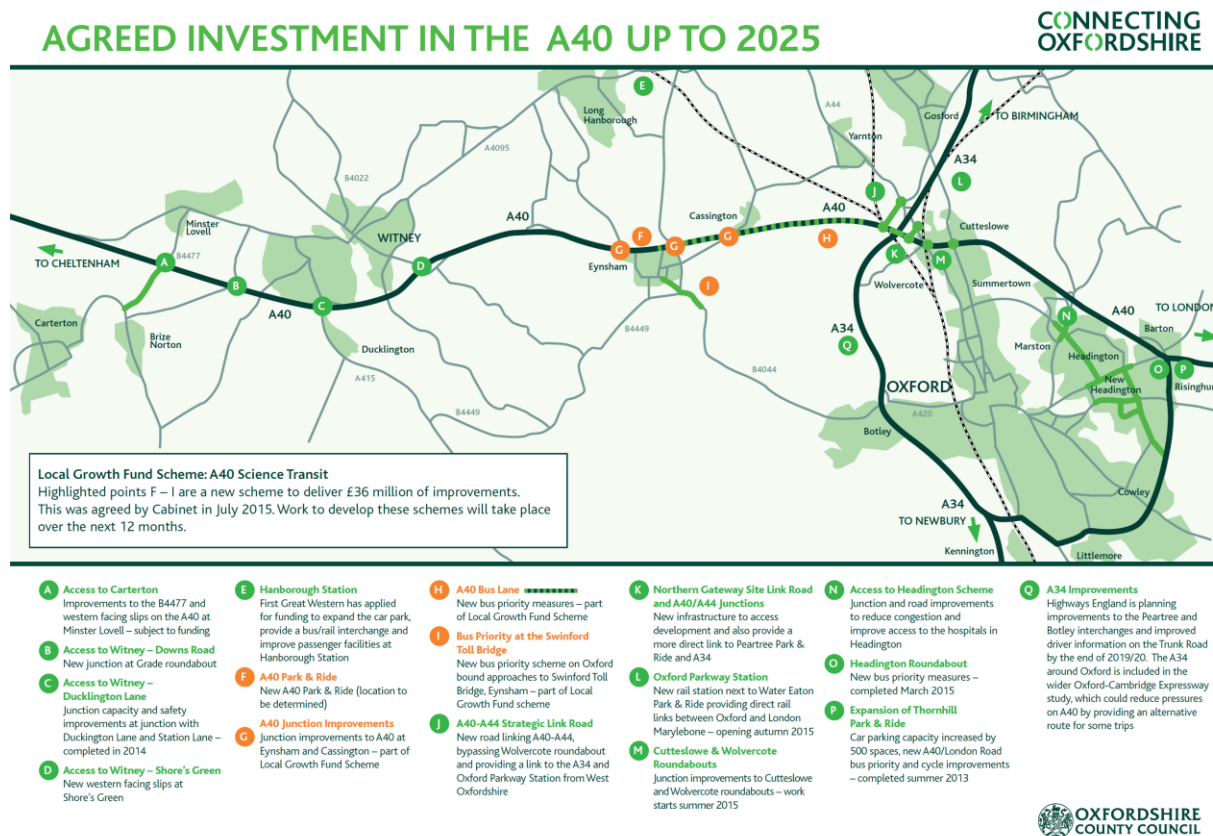 AGREED INVESTMENT IN THE A40 UP TO 2025
CONNECTING
OXFORDSHIRE
E
Long
Hanborough
A44
Gosford
TO BIRMINGHAM
Yarnton
A34
A4095
L
B4022
J
Minster
Lovell
Cassington
A40
A40
WITNEY
F
G
Cutteslowe
H
B4477
A
TO CHELTENHAM
G
G
K
M
D
Eynsham
B
I
Wolvercote
Summertown
C
A40
TO LONDON
N
A40
Carterton
Brize
Norton
B4449
A34
Barton
Q
Marston
Ducklington
Headington
A415
B4044
O
P
OXFORD
New
Headington
Risinghur
B4449
A420
Botley
Local Growth Fund Scheme: A40 Science Transit
Highlighted points F – I are a new scheme to deliver £36 million of improvements.
This was agreed by Cabinet in July 2015. Work to develop these schemes will take place
over the next 12 months.
Cowley
A34
TO NEWBURY
Kennington
Littlemore
A Access to Carterton
Improvements to the B4477 and
western facing slips on the A40 at
Minster Lovell – subject to funding
B Access to Witney – Downs Road
New junction at Grade roundabout
C Access to Witney –
Ducklington Lane
Junction capacity and safety
improvements at junction with
Duckington Lane and Station Lane –
completed in 2014
D Access to Witney – Shore's Green
New western facing slips at
Shore's Green
E Hanborough Station
First Great Western has applied
for funding to expand the car park,
provide a bus/rail interchange and
improve passenger facilities at
Hanborough Station
F A40 Park & Ride
New A40 Park & Ride (location to
be determined)
G A40 Junction Improvements
Junction improvements to A40 at
Eynsham and Cassington – part of
Local Growth Fund Scheme
H A40 Bus Lane
New bus priority measures – part
of Local Growth Fund Scheme
I Bus Priority at the Swinford
Toll Bridge
New bus priority scheme on Oxford
bound approaches to Swinford Toll
Bridge, Eynsham – part of Local
Growth Fund scheme
J A40-A44 Strategic Link Road
New road linking A40-A44,
bypassing Wolvercote roundabout
and providing a link to the A34 and
Oxford Parkway Station from West
Oxfordshire
K Northern Gateway Site Link Road
and A40/A44 Junctions
New infrastructure to access
development and also provide a
more direct link to Peartree Park &
Ride and A34
L Oxford Parkway Station
New rail station next to Water Eaton
Park & Ride providing direct rail
links between Oxford and London
Marylebone – opening autumn 2015
M Cutteslowe & Wolvercote
Roundabouts
Junction improvements to Cutteslowe
and Wolvercote roundabouts – work
starts summer 2015
N Access to Headington Scheme
Junction and road improvements
to reduce congestion and
improve access to the hospitals in
Headington
O Headington Roundabout
New bus priority measures –
completed March 2015
P Expansion of Thornhill
Park & Ride
Car parking capacity increased by
500 spaces, new A40/London Road
bus priority and cycle improvements
– completed summer 2013
Q A34 Improvements
Highways England is planning
improvements to the Peartree and
Botley interchanges and improved
driver information on the Trunk Road
by the end of 2019/20. The A34
around Oxford is included in the
wider Oxford-Cambridge Expressway
study, which could reduce pressures
on A40 by providing an alternative
route for some trips
OXFORDSHIRE
COUNTY COUNCIL